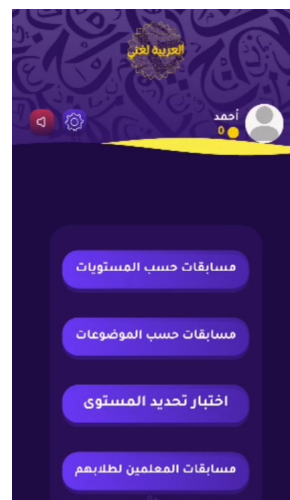 العربية لغتي
أحمد
0
مسابقات حسب المستويات
مسابقات حسب الموضوعات
اختبار تحديد المستوى
مسابقات المعلمين لطلابهم